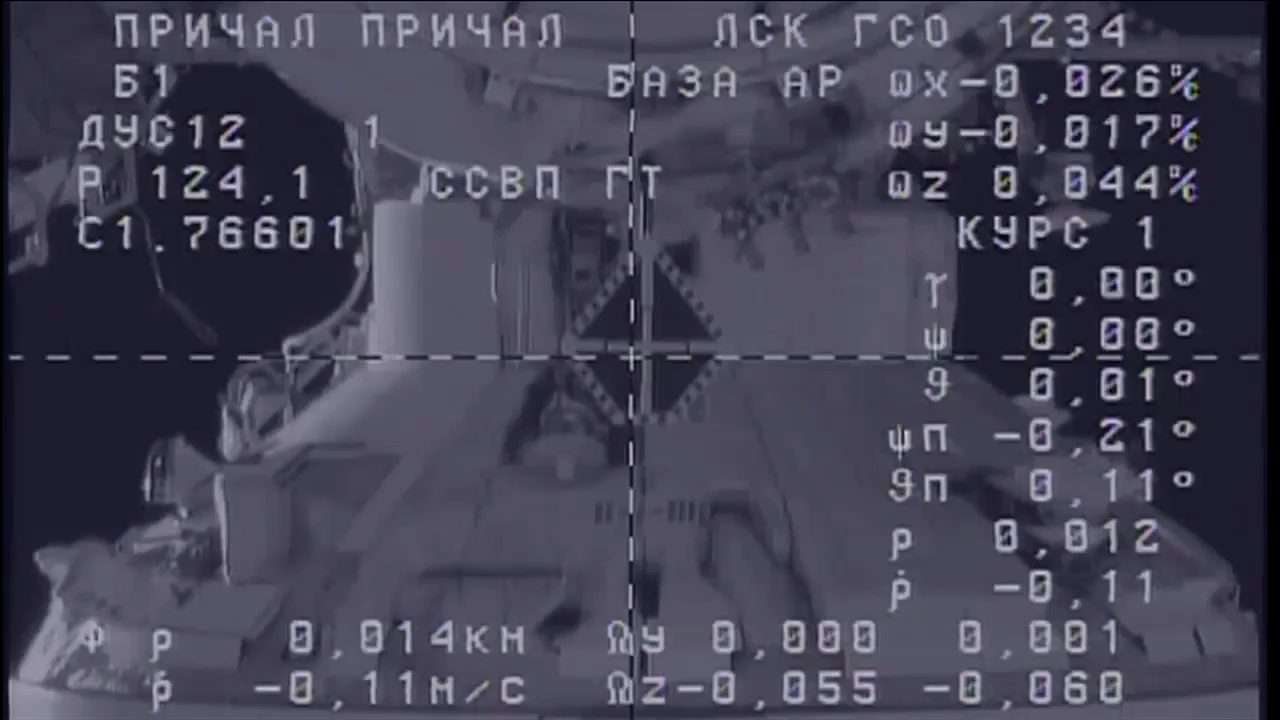 ПРИЧАЛ ПРИЧАЛ ЛСК ГСО 1234
Б1 БАЗА АР ωx-0,026°/с
ДУС12 1 ωy-0,017°/с
Р 124,1 ССВП ГТ ωz 0,044°/с
С1.76601 КУРС 1
γ 0,00°
ψ 0,00°
ϑ 0,01°
ψп -0,21°
ϑп 0,11°
ρ 0,012
ρ̇ -0,11
Ф ρ 0,014км Ωy 0,000 0,001
ρ̇ -0,11м/с Ωz-0,055 -0,060